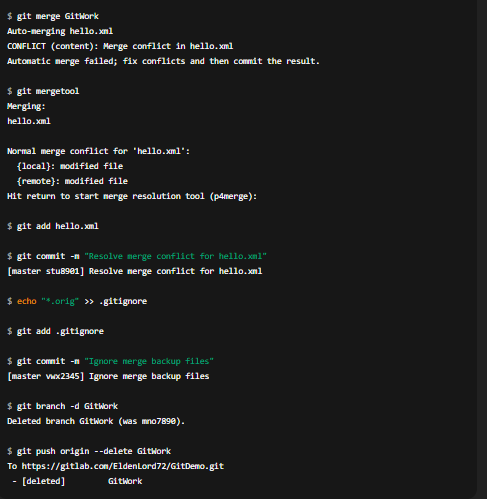 $ git merge GitWork
Auto-merging hello.xml
CONFLICT (content): Merge conflict in hello.xml
Automatic merge failed; fix conflicts and then commit the result.
$ git mergetool
Merging:
hello.xml
Normal merge conflict for 'hello.xml':
  {local}: modified file
  {remote}: modified file
Hit return to start merge resolution tool (p4merge):
$ git add hello.xml
$ git commit -m "Resolve merge conflict for hello.xml"
[master stu8901] Resolve merge conflict for hello.xml
$ echo "*.orig" >> .gitignore
$ git add .gitignore
$ git commit -m "Ignore merge backup files"
[master vwx2345] Ignore merge backup files
$ git branch -d GitWork
Deleted branch GitWork (was mno7890).
$ git push origin --delete GitWork
To https://gitlab.com/EldenLord72/GitDemo.git
 - [deleted]         GitWork